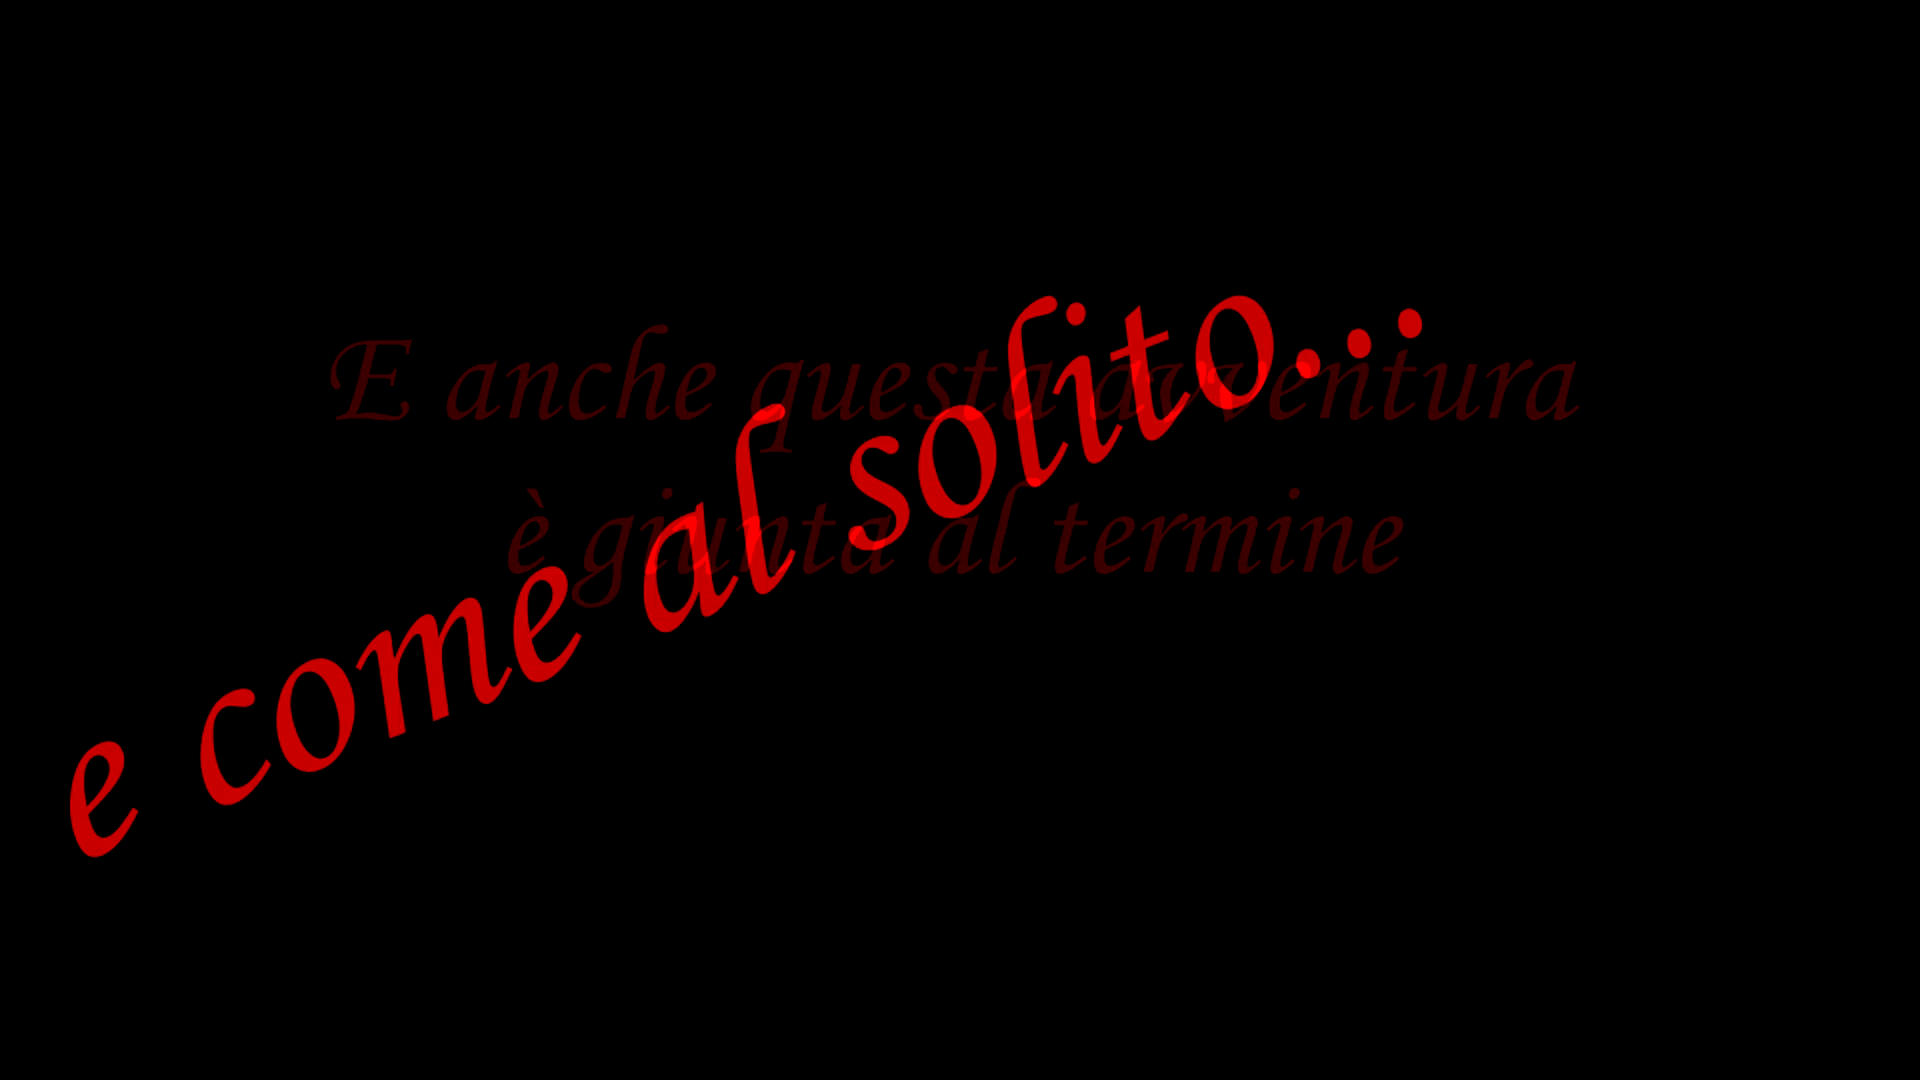 E anche questa avventura
è giunta al termine
e come al solito...